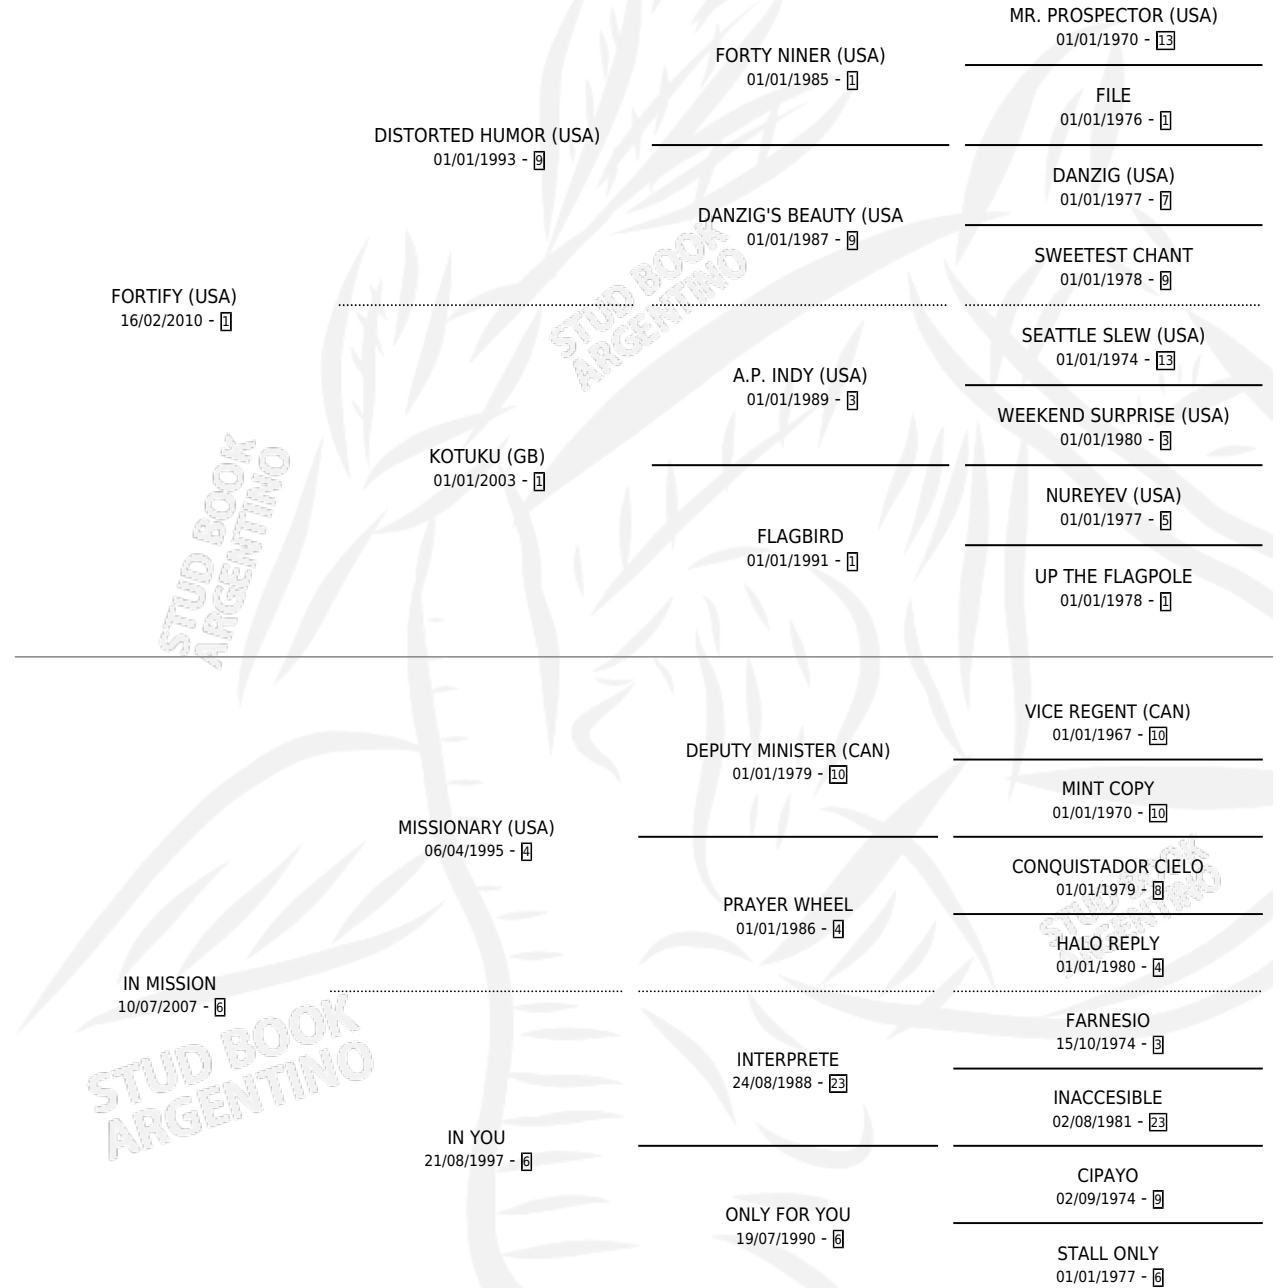 MR. PROSPECTOR (USA)
01/01/1970 - 13
FORTY NINER (USA)
01/01/1985 - 1
FILE
01/01/1976 - 1
DISTORTED HUMOR (USA)
01/01/1993 - 9
DANZIG (USA)
01/01/1977 - 7
DANZIG'S BEAUTY (USA
01/01/1987 - 9
SWEETEST CHANT
01/01/1978 - 9
FORTIFY (USA)
16/02/2010 - 1
SEATTLE SLEW (USA)
01/01/1974 - 13
A.P. INDY (USA)
01/01/1989 - 3
WEEKEND SURPRISE (USA)
01/01/1980 - 3
KOTUKU (GB)
01/01/2003 - 1
NUREYEV (USA)
01/01/1977 - 5
FLAGBIRD
01/01/1991 - 1
UP THE FLAGPOLE
01/01/1978 - 1
VICE REGENT (CAN)
01/01/1967 - 10
DEPUTY MINISTER (CAN)
01/01/1979 - 10
MINT COPY
01/01/1970 - 10
MISSIONARY (USA)
06/04/1995 - 4
CONQUISTADOR CIELO
01/01/1979 - 8
PRAYER WHEEL
01/01/1986 - 4
HALO REPLY
01/01/1980 - 4
IN MISSION
10/07/2007 - 6
FARNESIO
15/10/1974 - 3
INTERPRETE
24/08/1988 - 23
INACCESIBLE
02/08/1981 - 23
IN YOU
21/08/1997 - 6
CIPAYO
02/09/1974 - 9
ONLY FOR YOU
19/07/1990 - 6
STALL ONLY
01/01/1977 - 6
STUD BOOK
ARGENTINO
STUD BOOK
ARGENTINO
STUD BOOK
ARGENTINO
STUD BOOK
ARGENTINO